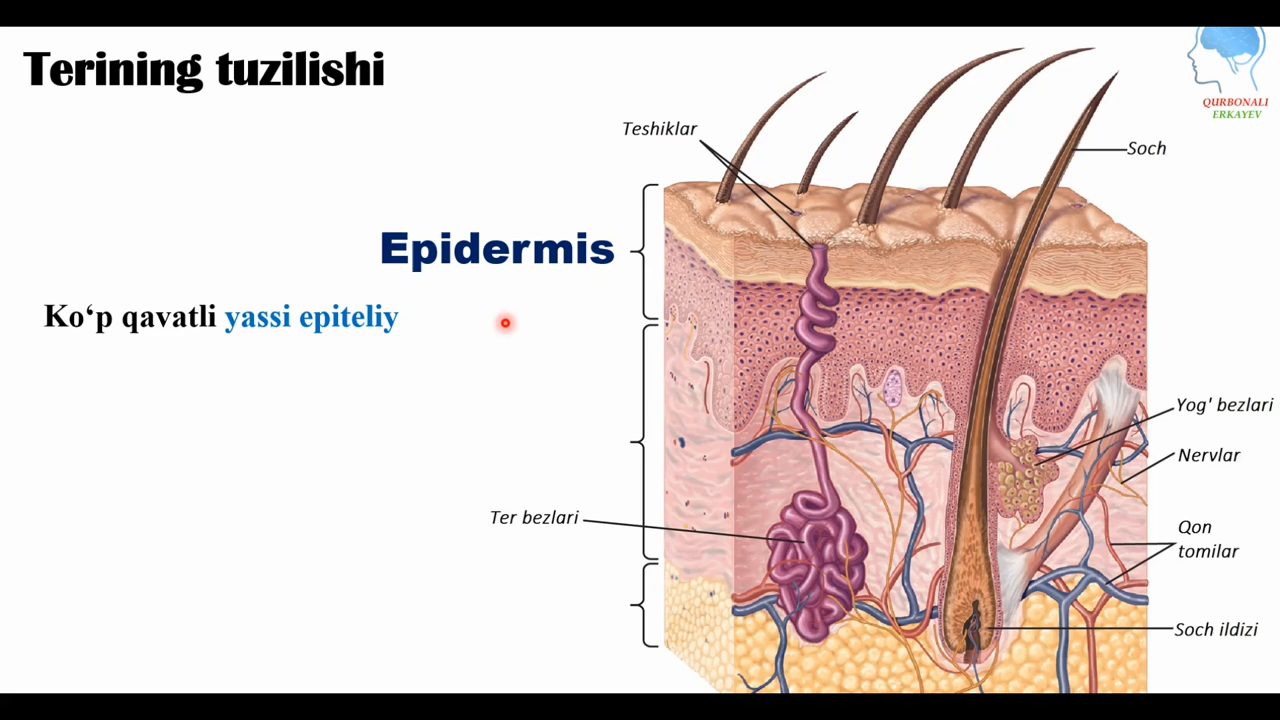 Terining tuzilishi
QURBONALI
ERKAYEV
Teshiklar
Soch
Epidermis
Ko‘p qavatli yassi epiteliy
Yog' bezlari
Nervlar
Ter bezlari
Qon
tomilar
Soch ildizi